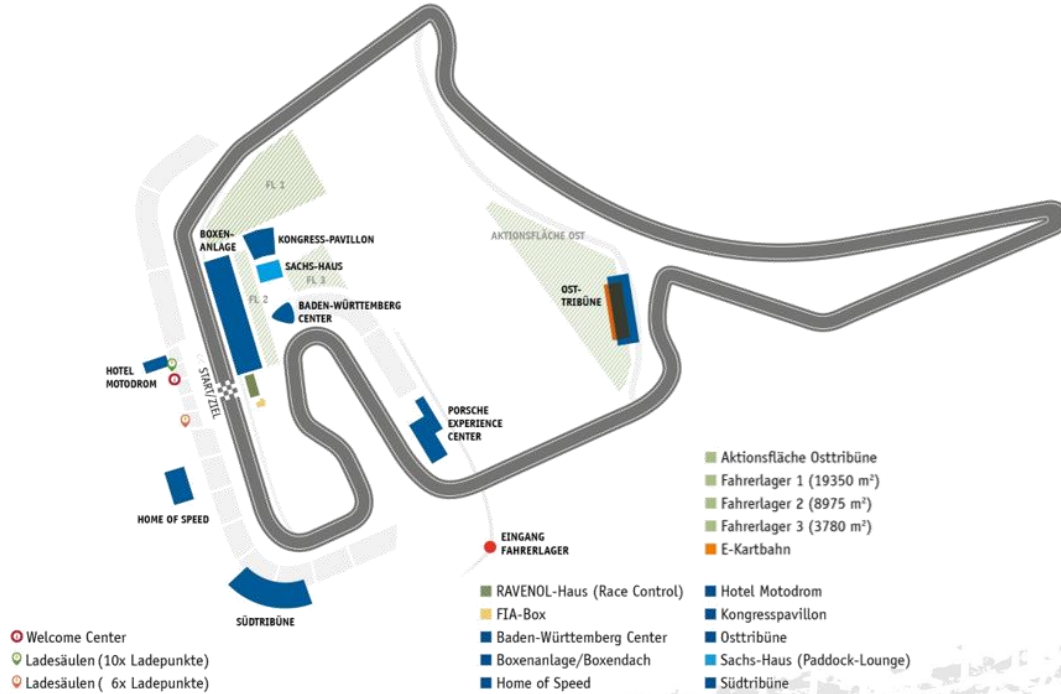 FL 1
BOXEN-
ANLAGE
KONGRESS-PAVILLON
SACHS-HAUS
FL 3
FL 2
BADEN-WÜRTTEMBERG
CENTER
AKTIONSFLÄCHE OST
OST-
TRIBÜNE
HOTEL
MOTODROM
START/ZIEL
PORSCHE
EXPERIENCE
CENTER
HOME OF SPEED
EINGANG
FAHRERLAGER
SÜDTRIBÜNE
Welcome Center
Ladesäulen (10x Ladepunkte)
Ladesäulen ( 6x Ladepunkte)
RAVENOL-Haus (Race Control)
FIA-Box
Baden-Württemberg Center
Boxenanlage/Boxendach
Home of Speed
Aktionsfläche Osttribüne
Fahrerlager 1 (19350 m²)
Fahrerlager 2 (8975 m²)
Fahrerlager 3 (3780 m²)
E-Kartbahn
Hotel Motodrom
Kongresspavillon
Osttribüne
Sachs-Haus (Paddock-Lounge)
Südtribüne